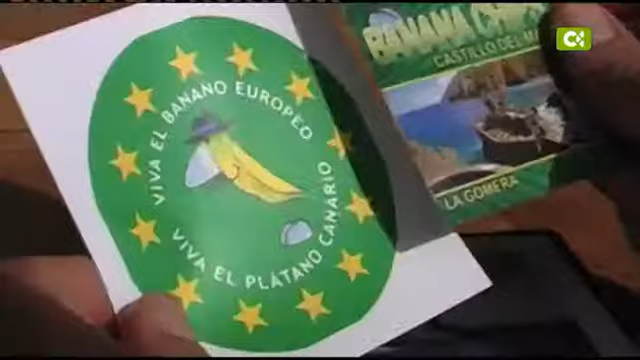 VIVA EL BANANO EUROPEO
VIVA EL PLÁTANO CANARIO
BANANA
CASTILLO DEL
LA GOMERA